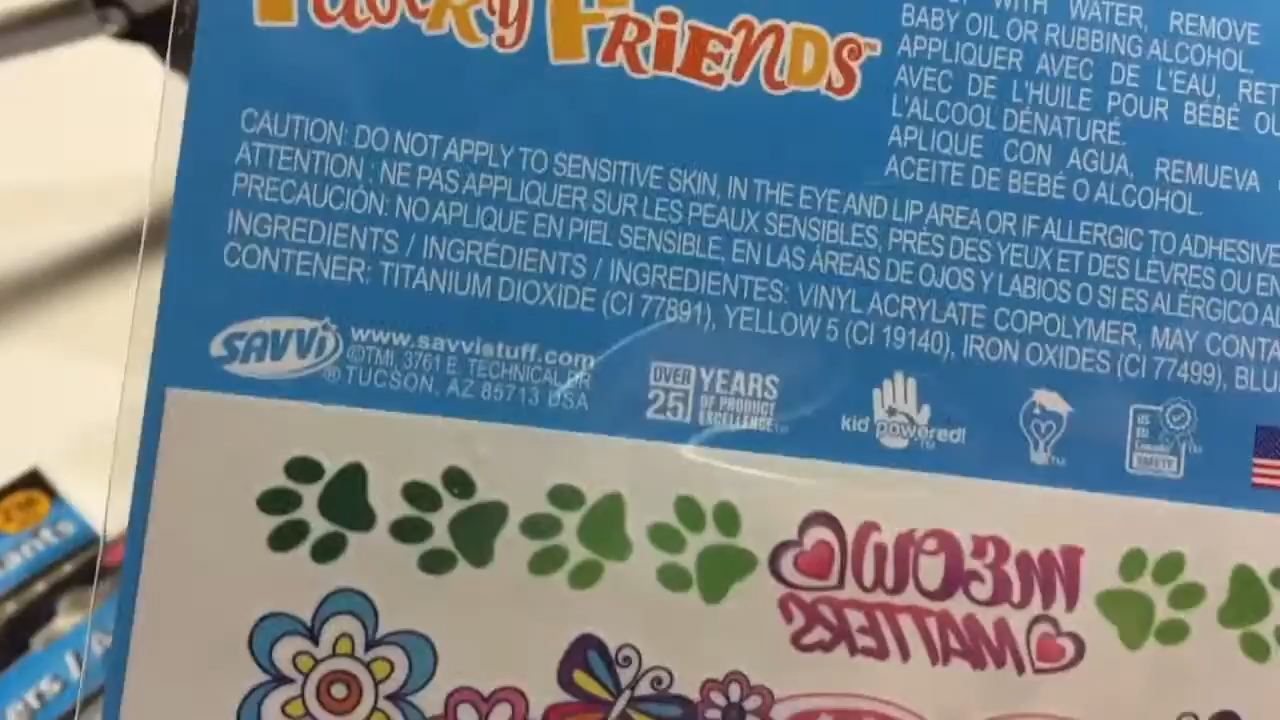 FRIENDS™
WITH WATER, REMOVE
BABY OIL OR RUBBING ALCOHOL.
APPLIQUER AVEC DE L'EAU, RET
AVEC DE L'HUILE POUR BÉBÉ OU
L'ALCOOL DÉNATURÉ.
APLIQUE CON AGUA, REMUEVA
ACEITE DE BEBÉ O ALCOHOL.
CAUTION: DO NOT APPLY TO SENSITIVE SKIN, IN THE EYE AND LIP AREA OR IF ALLERGIC TO ADHESIVE
ATTENTION : NE PAS APPLIQUER SUR LES PEAUX SENSIBLES, PRÈS DES YEUX ET DES LÈVRES OU EN
PRECAUCIÓN: NO APLIQUE EN PIEL SENSIBLE, EN LAS ÁREAS DE OJOS Y LABIOS O SI ES ALÉRGICO A
INGREDIENTS / INGRÉDIENTS / INGREDIENTES: VINYL ACRYLATE COPOLYMER, MAY CONTA
CONTENER: TITANIUM DIOXIDE (CI 77891), YELLOW 5 (CI 19140), IRON OXIDES (CI 77499), BLU
SAVVi
www.savvistuff.com
©TMI, 3761 E. TECHNICAL DR
® TUCSON, AZ 85713 USA
OVER 25 YEARS
OF PRODUCT
EXCELLENCE™
kid powered!™
MEOW
MATTERS
ants
ers